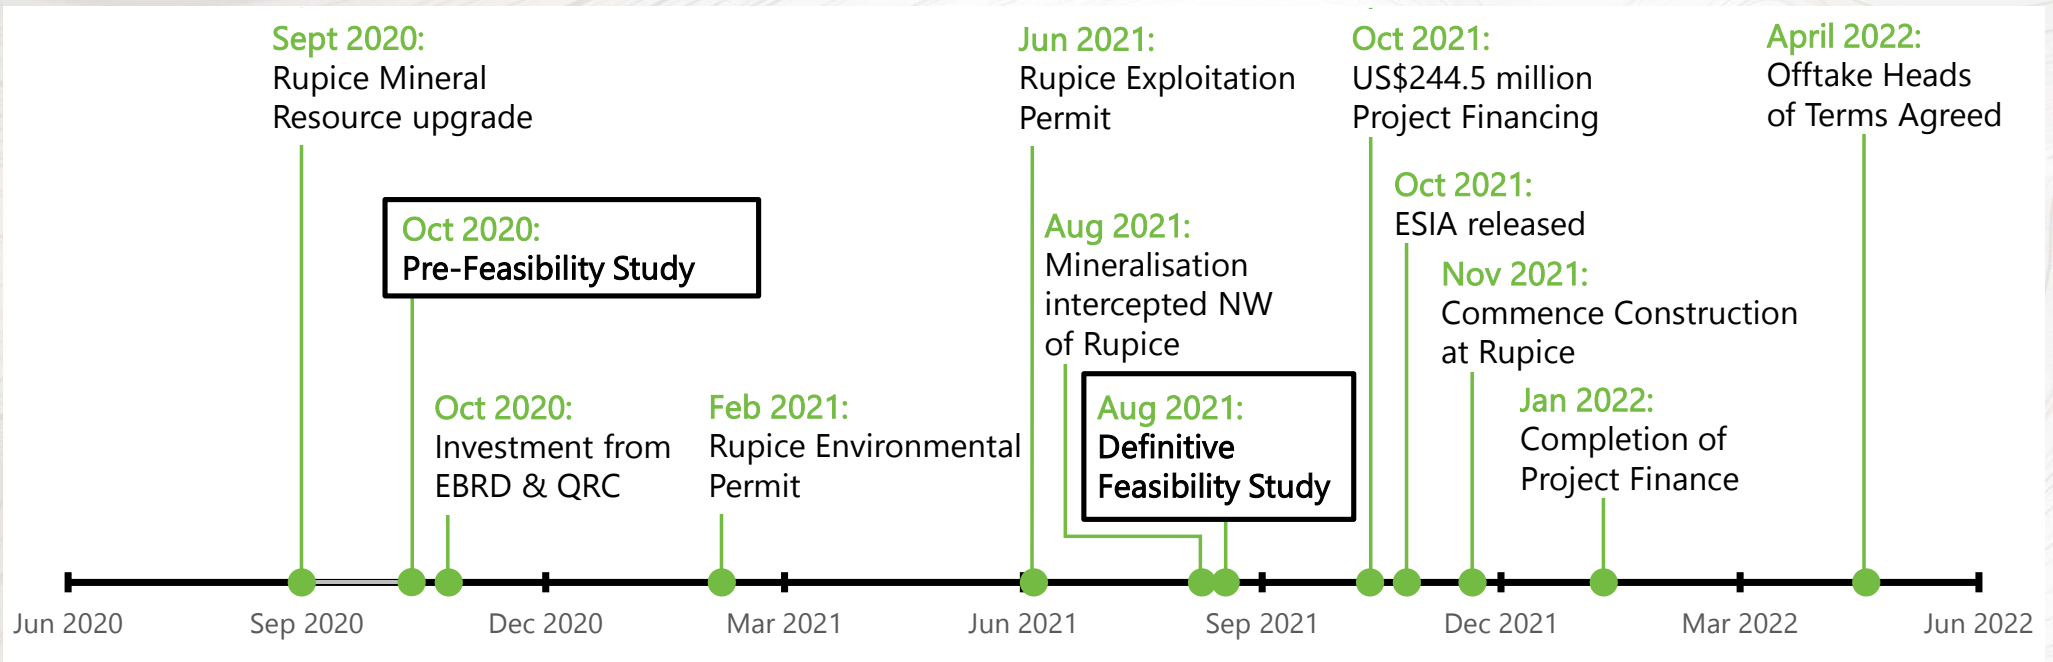 Sept 2020:
Rupice Mineral
Resource upgrade
Oct 2020:
Pre-Feasibility Study
Oct 2020:
Investment from
EBRD & QRC
Feb 2021:
Rupice Environmental
Permit
Jun 2021:
Rupice Exploitation
Permit
Aug 2021:
Mineralisation
intercepted NW
of Rupice
Aug 2021:
Definitive
Feasibility Study
Oct 2021:
US$244.5 million
Project Financing
Oct 2021:
ESIA released
Nov 2021:
Commence Construction
at Rupice
Jan 2022:
Completion of
Project Finance
April 2022:
Offtake Heads
of Terms Agreed
Jun 2020
Sep 2020
Dec 2020
Mar 2021
Jun 2021
Sep 2021
Dec 2021
Mar 2022
Jun 2022